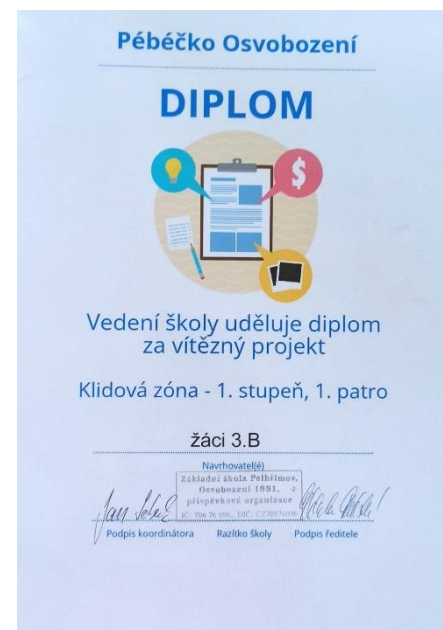 Pébéčko Osvobození
DIPLOM
$
Vedení školy uděluje diplom
za vítězný projekt
Klidová zóna - 1. stupeň, 1. patro
žáci 3.B
Navrhovatel(é)
Základní škola Pelhřimov,
Osvobození 1881,
příspěvková organizace
Podpis koordinátora Razítko školy Podpis ředitele